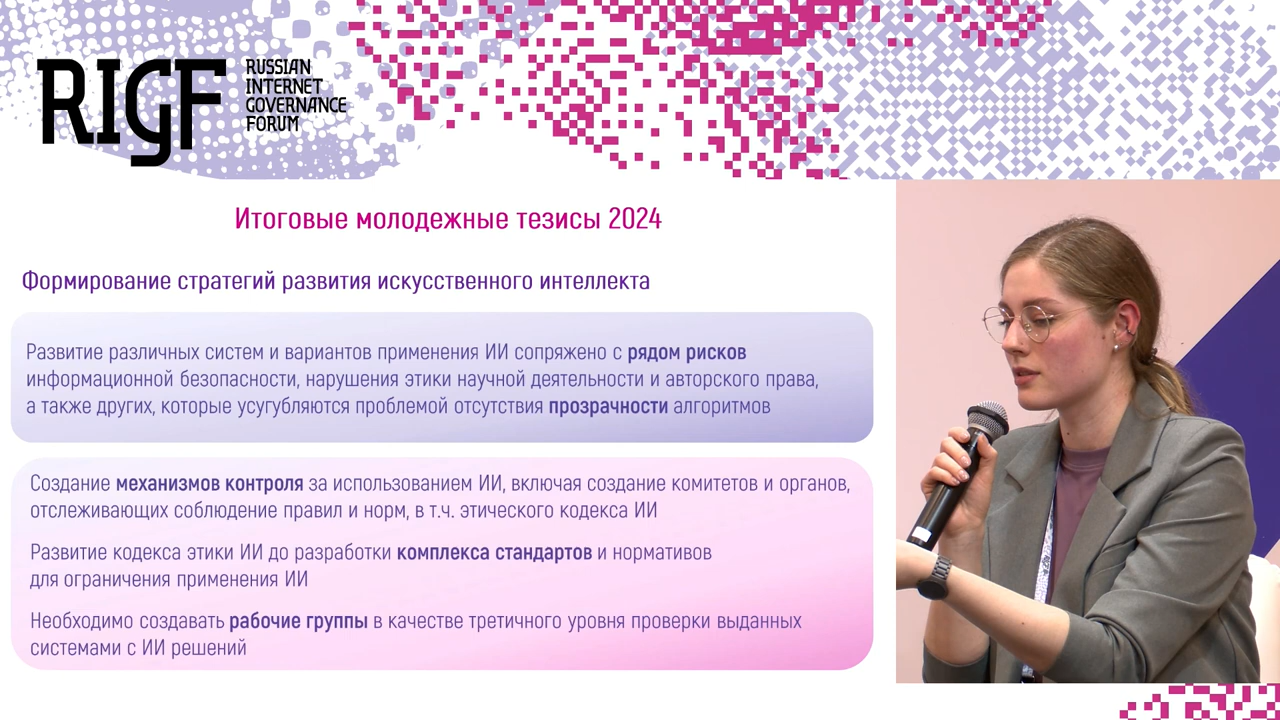 RIGF
RUSSIAN
INTERNET
GOVERNANCE
FORUM
Итоговые молодежные тезисы 2024
Формирование стратегий развития искусственного интеллекта
Развитие различных систем и вариантов применения ИИ сопряжено с рядом рисков
информационной безопасности, нарушения этики научной деятельности и авторского права,
а также других, которые усугубляются проблемой отсутствия прозрачности алгоритмов
Создание механизмов контроля за использованием ИИ, включая создание комитетов и органов,
отслеживающих соблюдение правил и норм, в т.ч. этического кодекса ИИ
Развитие кодекса этики ИИ до разработки комплекса стандартов и нормативов
для ограничения применения ИИ
Необходимо создавать рабочие группы в качестве третичного уровня проверки выданных
системами с ИИ решений